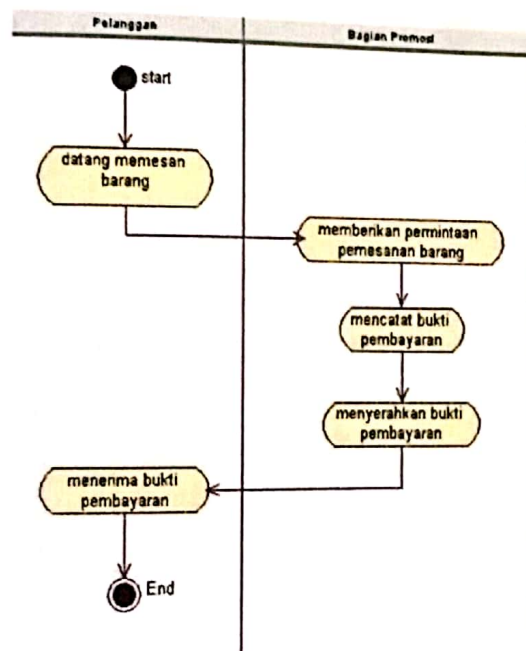 Pelanggan
Bagian Promosi
start
datang memesan
barang
memberikan permintaan
pemesanan barang
mencatat bukti
pembayaran
menyerahkan bukti
pembayaran
menerima bukti
pembayaran
End